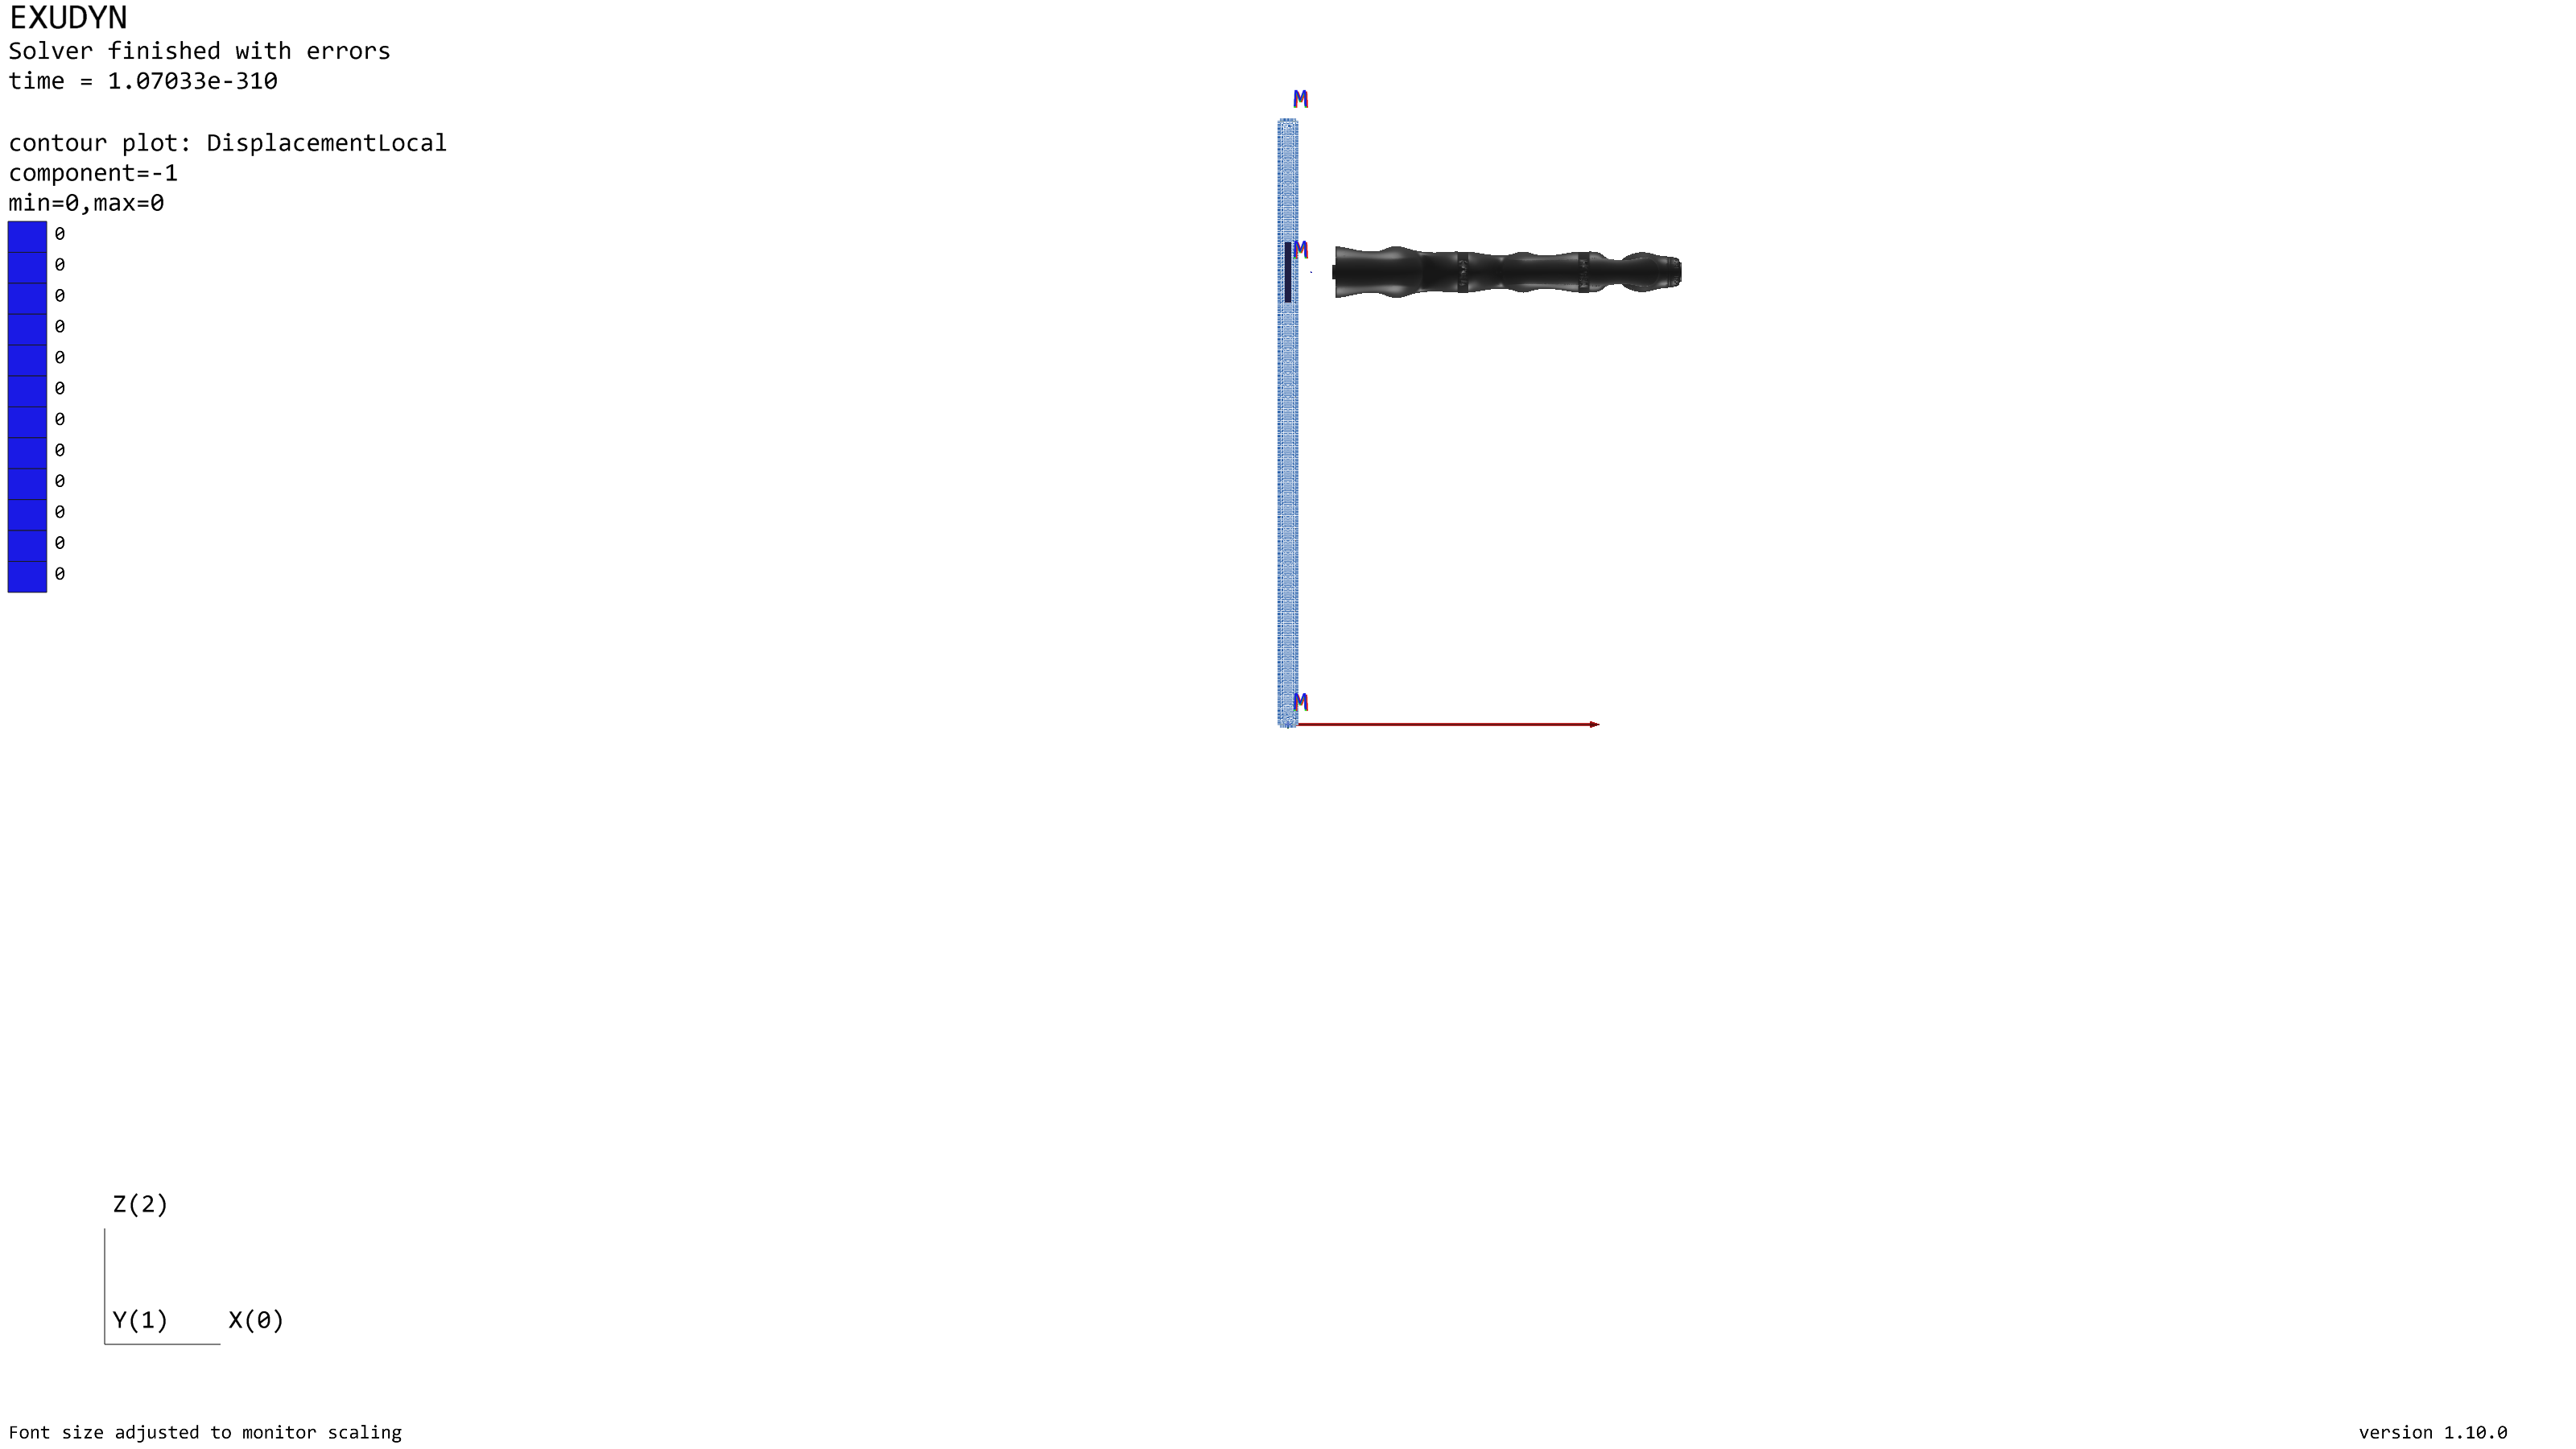 EXUDYN
Solver finished with errors
time = 1.07033e-310
contour plot: DisplacementLocal
component=-1
min=0,max=0
0
0
0
0
0
0
0
0
0
0
0
0
M
M
M
Z(2)
Y(1) X(0)
Font size adjusted to monitor scaling
version 1.10.0